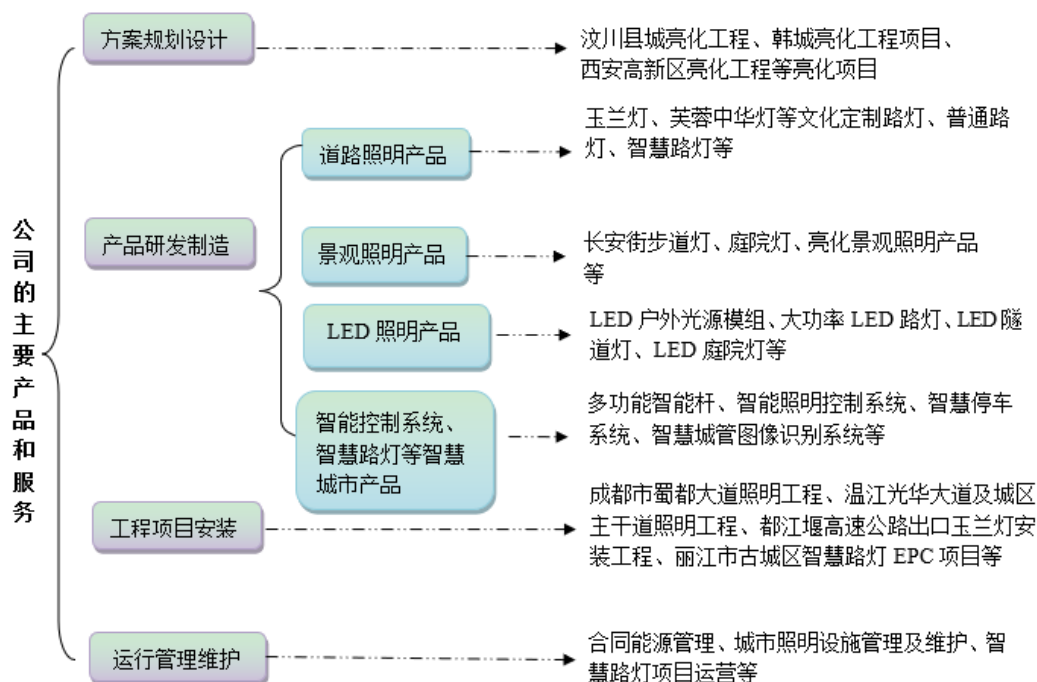 公司的主要产品和服务
方案规划设计
汶川县城亮化工程、韩城亮化工程项目、
西安高新区亮化工程等亮化项目
产品研发制造
道路照明产品
玉兰灯、芙蓉中华灯等文化定制路灯、普通路
灯、智慧路灯等
景观照明产品
长安街步道灯、庭院灯、亮化景观照明产品
等
LED 照明产品
LED 户外光源模组、大功率 LED 路灯、LED 隧
道灯、LED 庭院灯等
智能控制系统、
智慧路灯等智慧
城市产品
多功能智能杆、智能照明控制系统、智慧停车
系统、智慧城管图像识别系统等
工程项目安装
成都市蜀都大道照明工程、温江光华大道及城区
主干道照明工程、都江堰高速公路出口玉兰灯安
装工程、丽江市古城区智慧路灯 EPC 项目等
运行管理维护
合同能源管理、城市照明设施管理及维护、智
慧路灯项目运营等